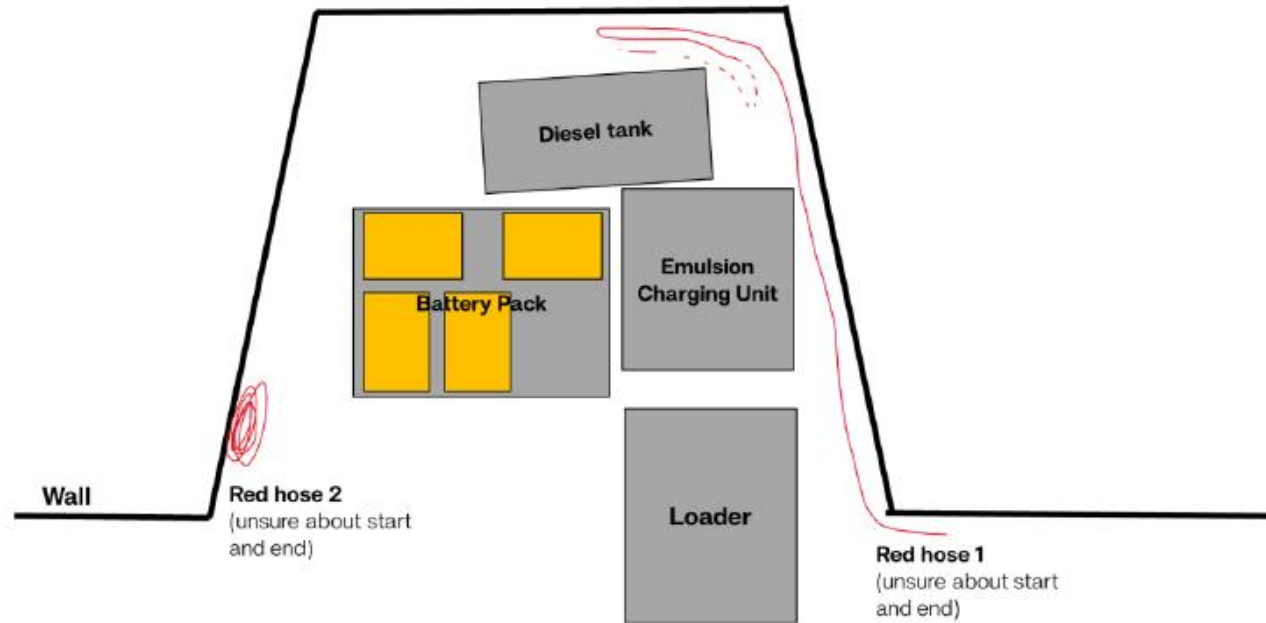 Diesel tank
Emulsion
Charging Unit
Battery Pack
Wall
Red hose 2
(unsure about start
and end)
Loader
Red hose 1
(unsure about start
and end)